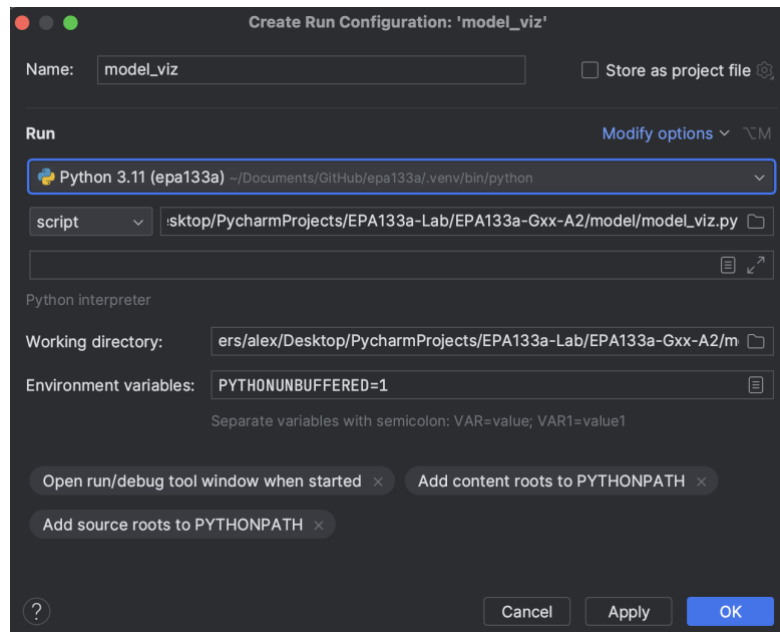 Create Run Configuration: 'model_viz'
Name: model_viz Store as project file
Run Modify options ⌥M
Python 3.11 (epa133a) ~/Documents/GitHub/epa133a/.venv/bin/python
script sktop/PycharmProjects/EPA133a-Lab/EPA133a-Gxx-A2/model/model_viz.py
Python interpreter
Working directory: ers/alex/Desktop/PycharmProjects/EPA133a-Lab/EPA133a-Gxx-A2/m
Environment variables: PYTHONUNBUFFERED=1
Separate variables with semicolon: VAR=value; VAR1=value1
Open run/debug tool window when started × Add content roots to PYTHONPATH ×
Add source roots to PYTHONPATH ×
? Cancel Apply OK